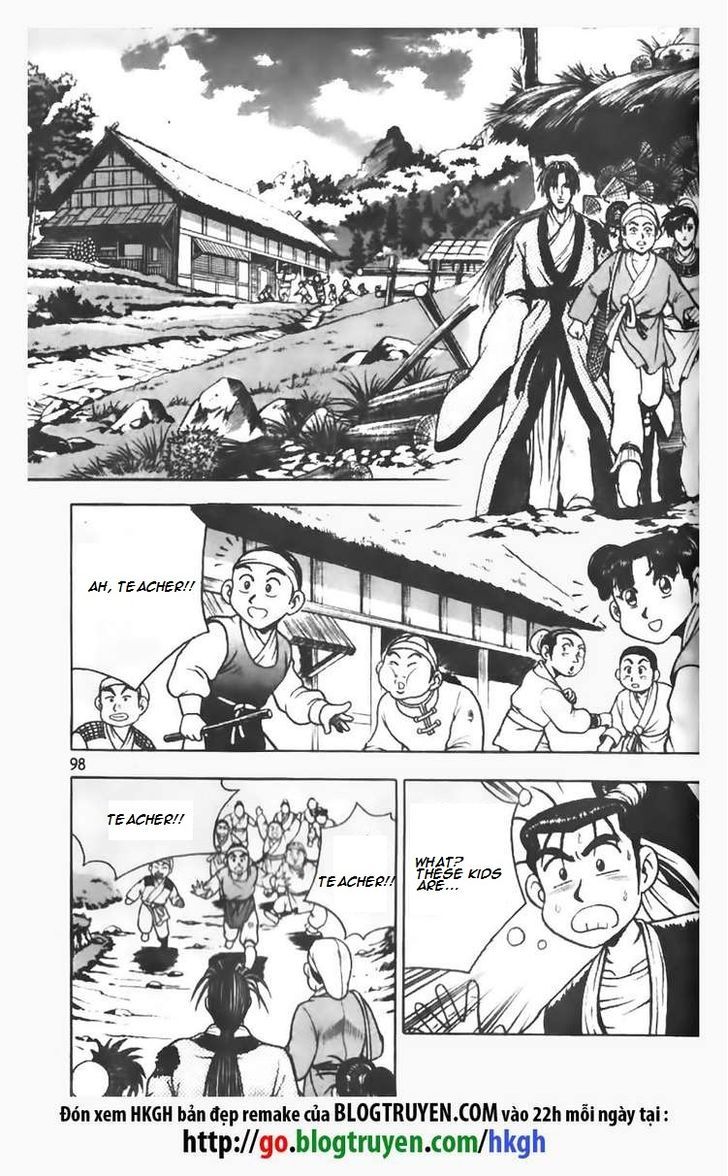 AH, TEACHER!!
98
TEACHER!!
TEACHER!!
WHAT?
THESE KIDS
ARE...
Đón xem HKGH bản đẹp remake của BLOGTRUYEN.COM vào 22h mỗi ngày tại :
http://go.blogtruyen.com/hkgh